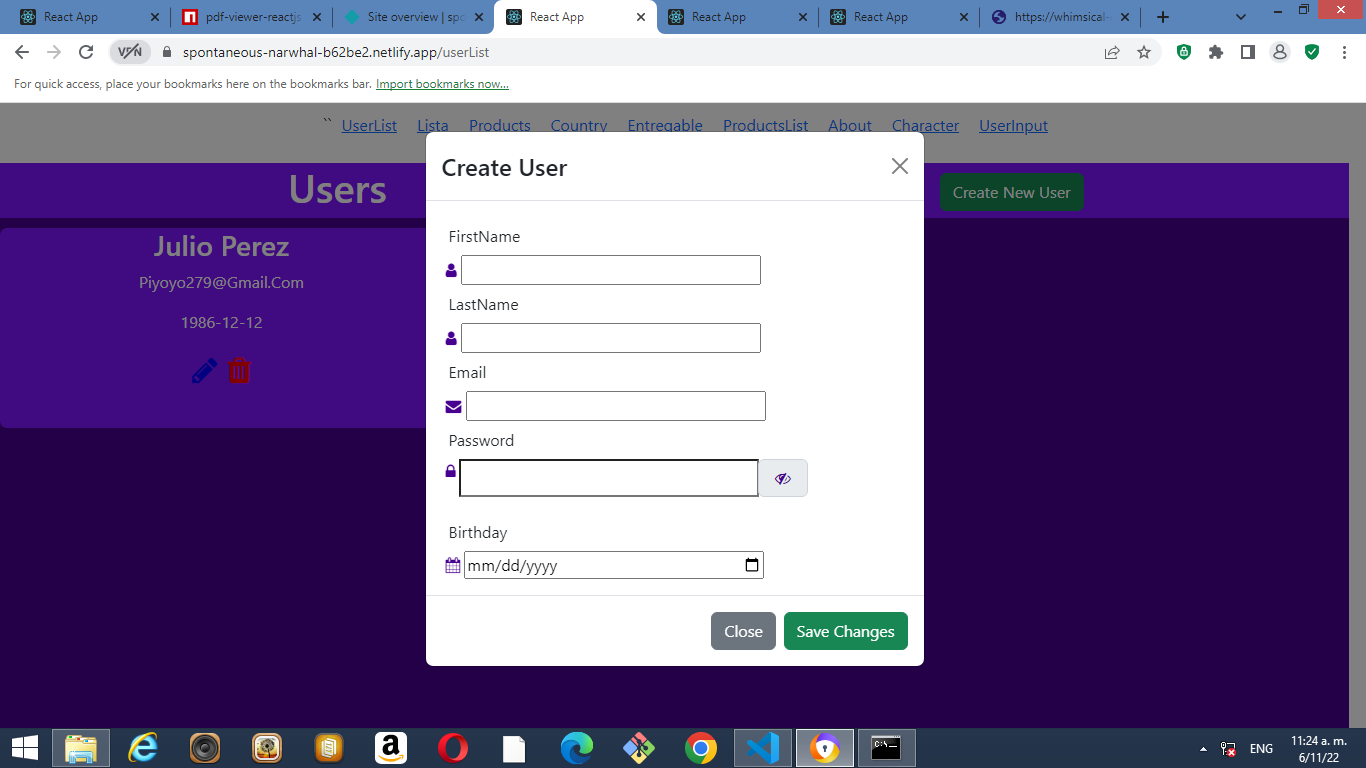 React App
pdf-viewer-reactjs
Site overview | spo
React App
React App
React App
https://whimsical-
VPN
spontaneous-narwhal-b62be2.netlify.app/userList
For quick access, place your bookmarks here on the bookmarks bar. Import bookmarks now...
`` UserList Lista Products Country Entregable ProductsList About Character UserInput
Create User
Users
Create New User
Julio Perez
Piyoyo279@Gmail.Com
1986-12-12
FirstName
LastName
Email
Password
Birthday
mm/dd/yyyy
Close
Save Changes
ENG
11:24 a. m.
6/11/22